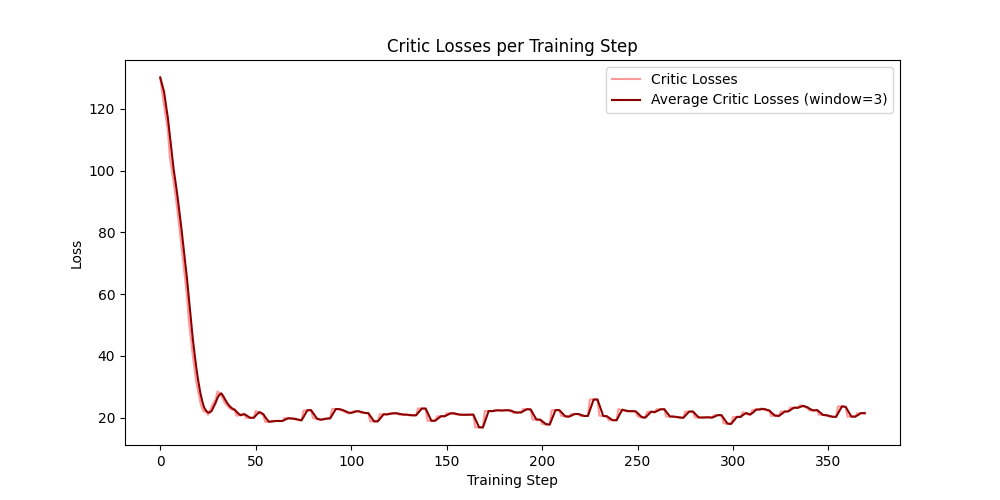 Critic Losses per Training Step
Critic Losses
Average Critic Losses (window=3)
Loss
120
100
80
60
40
20
0 50 100 150 200 250 300 350
Training Step